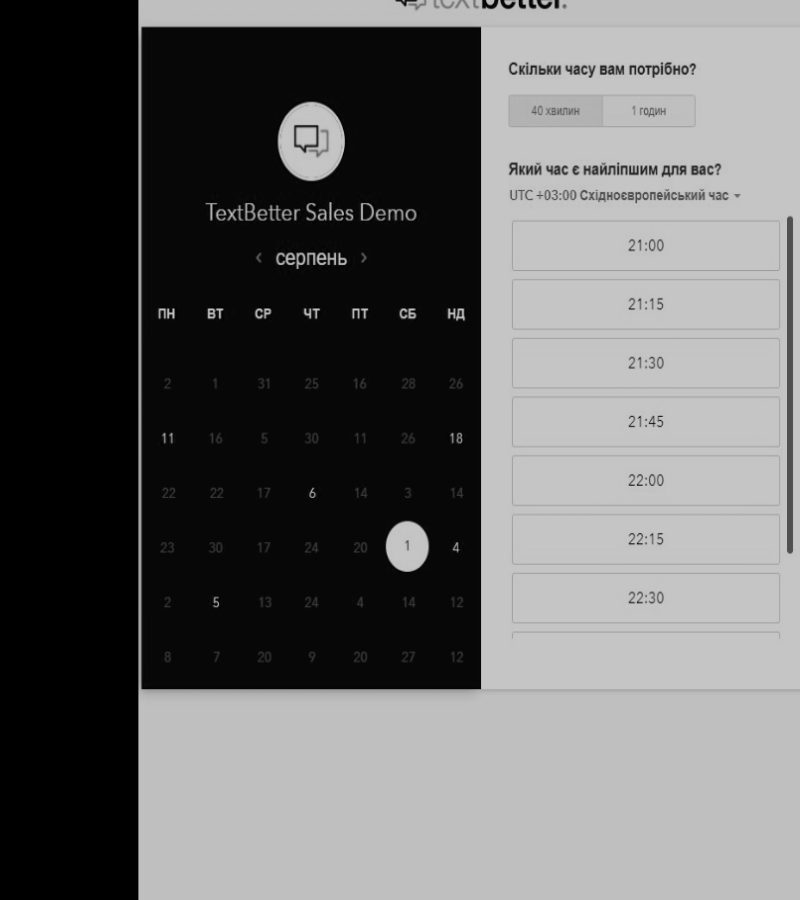 textbetter.
TextBetter Sales Demo
‹ серпень ›
ПН ВТ СР ЧТ ПТ СБ НД
2 1 31 25 16 28 26
11 16 5 30 11 26 18
22 22 17 6 14 3 14
23 30 17 24 20 1 4
2 5 13 24 4 14 12
8 7 20 9 20 27 12
Скільки часу вам потрібно?
40 хвилин 1 годин
Який час є найліпшим для вас?
UTC +03:00 Східноєвропейський час
21:00
21:15
21:30
21:45
22:00
22:15
22:30